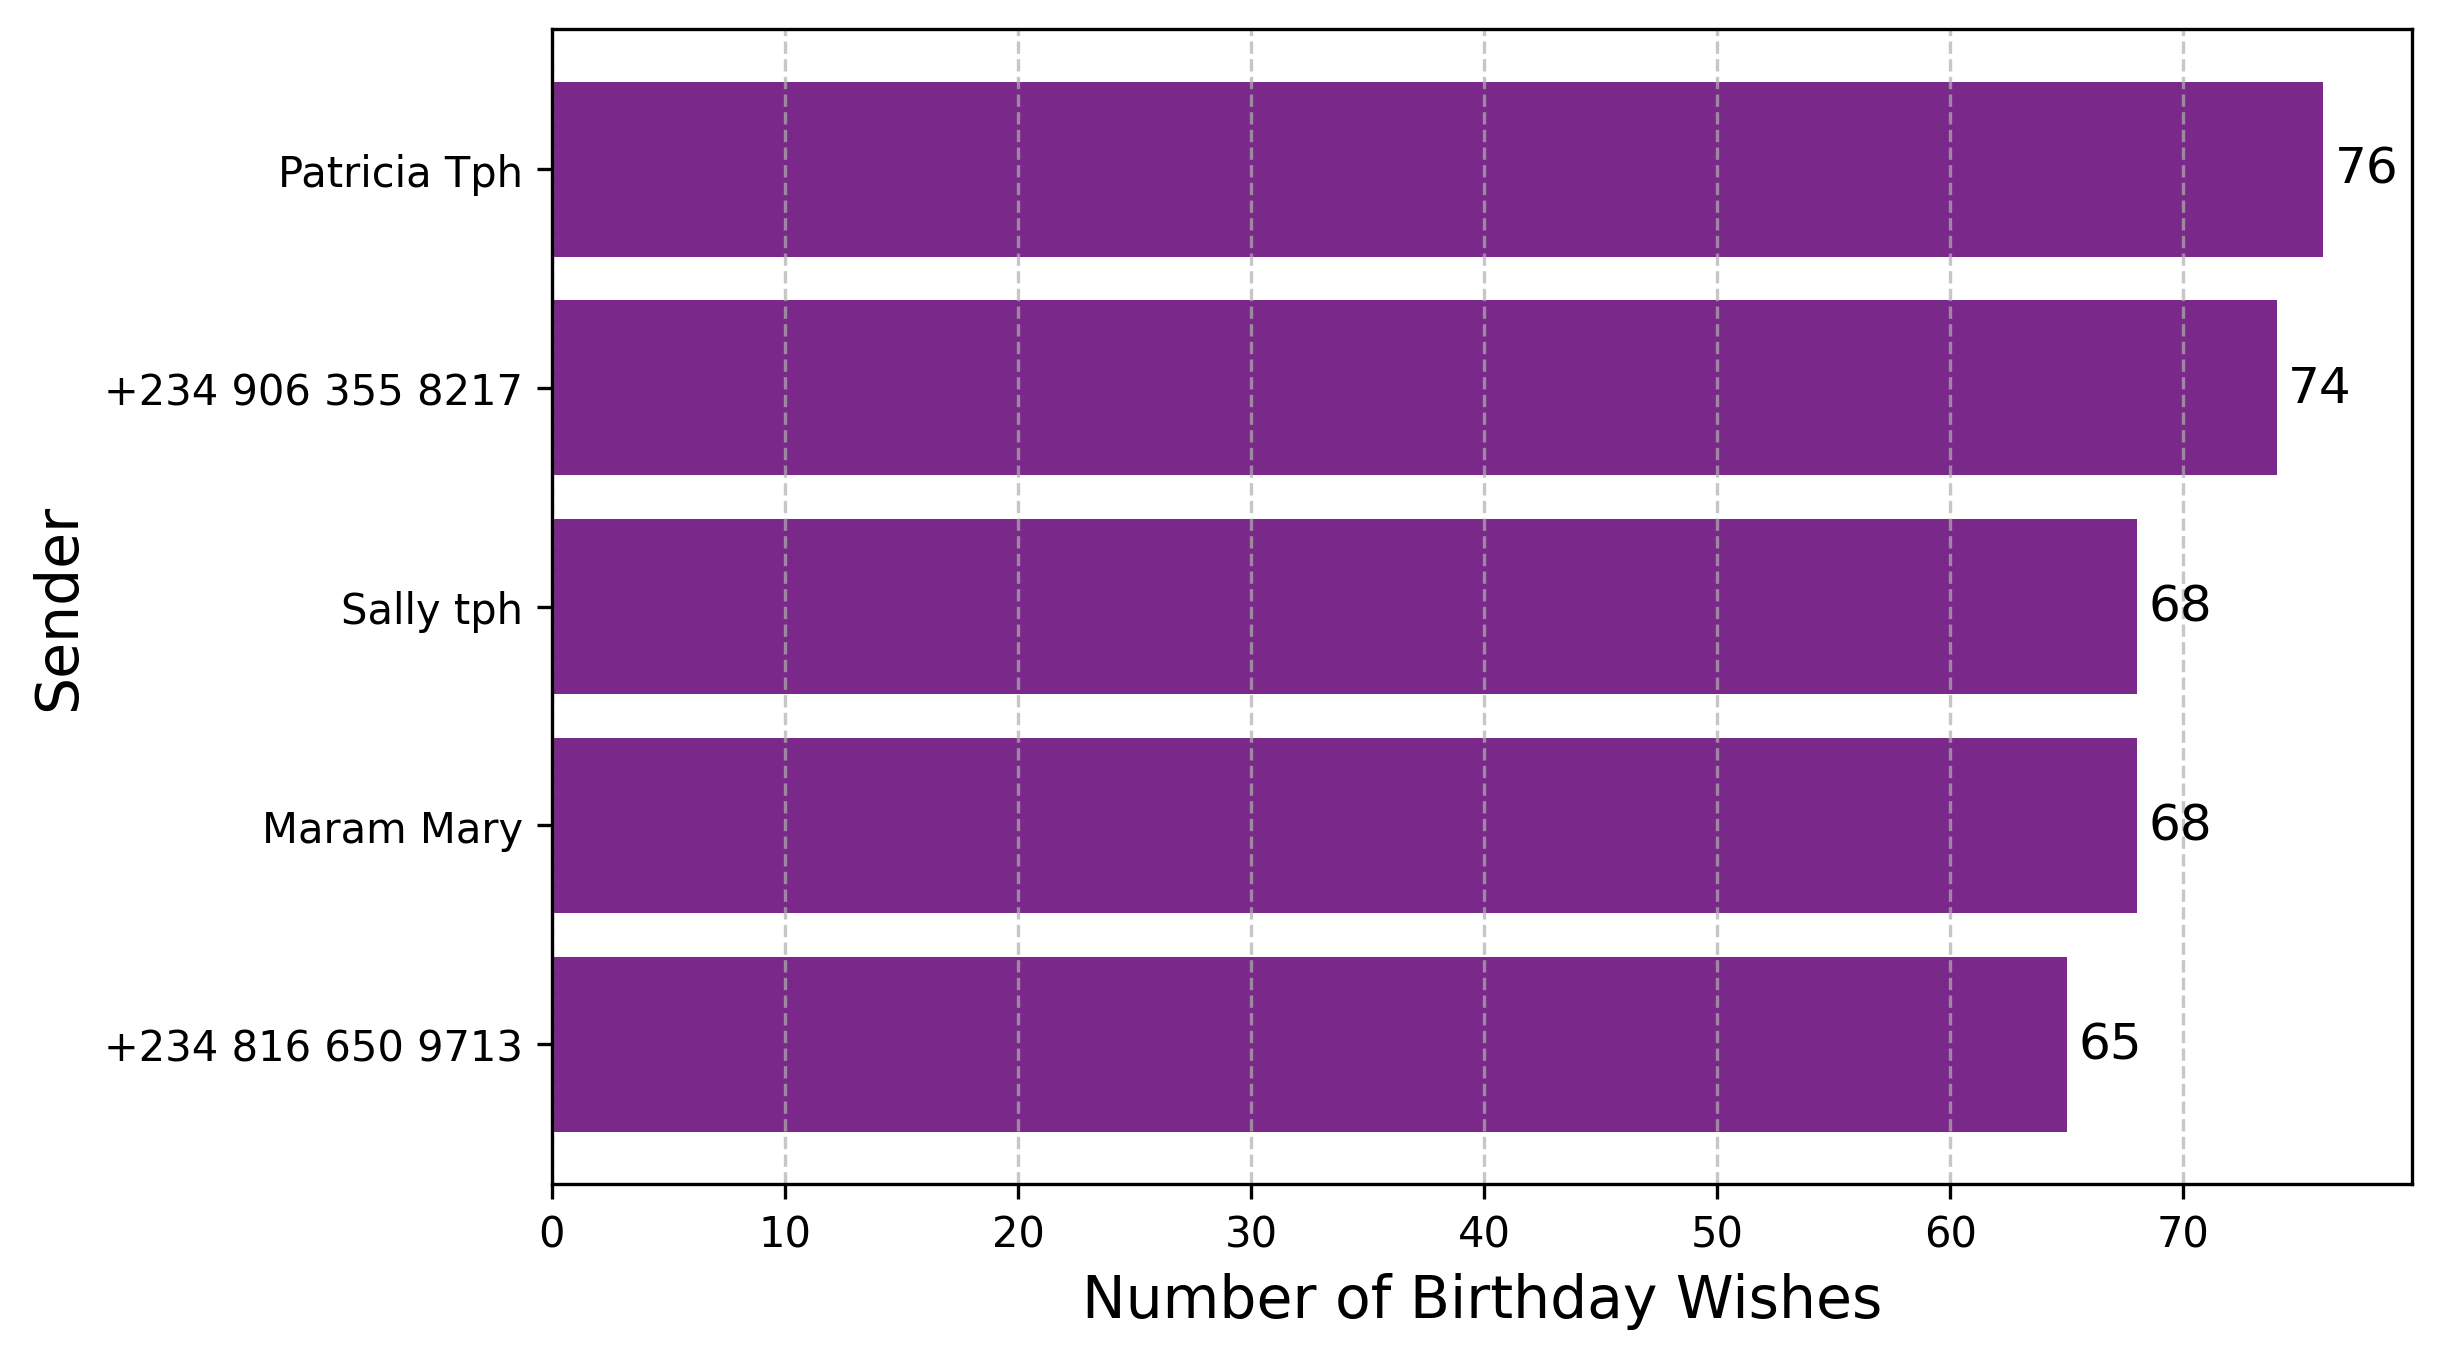 Patricia Tph
76
+234 906 355 8217
74
Sally tph
68
Maram Mary
68
+234 816 650 9713
65
Sender
0 10 20 30 40 50 60 70
Number of Birthday Wishes